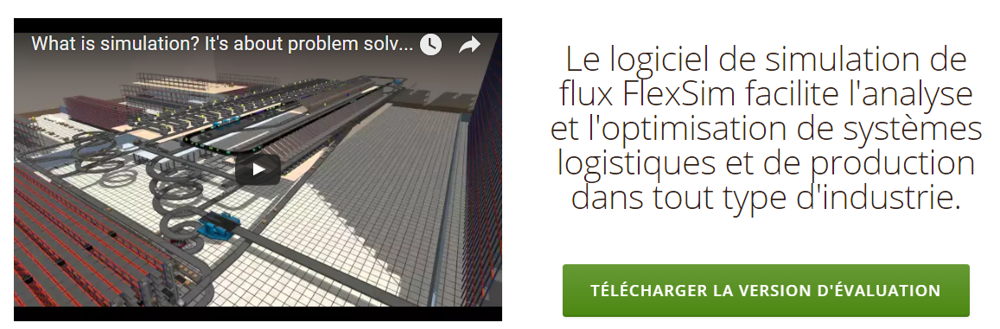 What is simulation? It's about problem solv...
Le logiciel de simulation de
flux FlexSim facilite l'analyse
et l'optimisation de systèmes
logistiques et de production
dans tout type d'industrie.
TÉLÉCHARGER LA VERSION D'ÉVALUATION